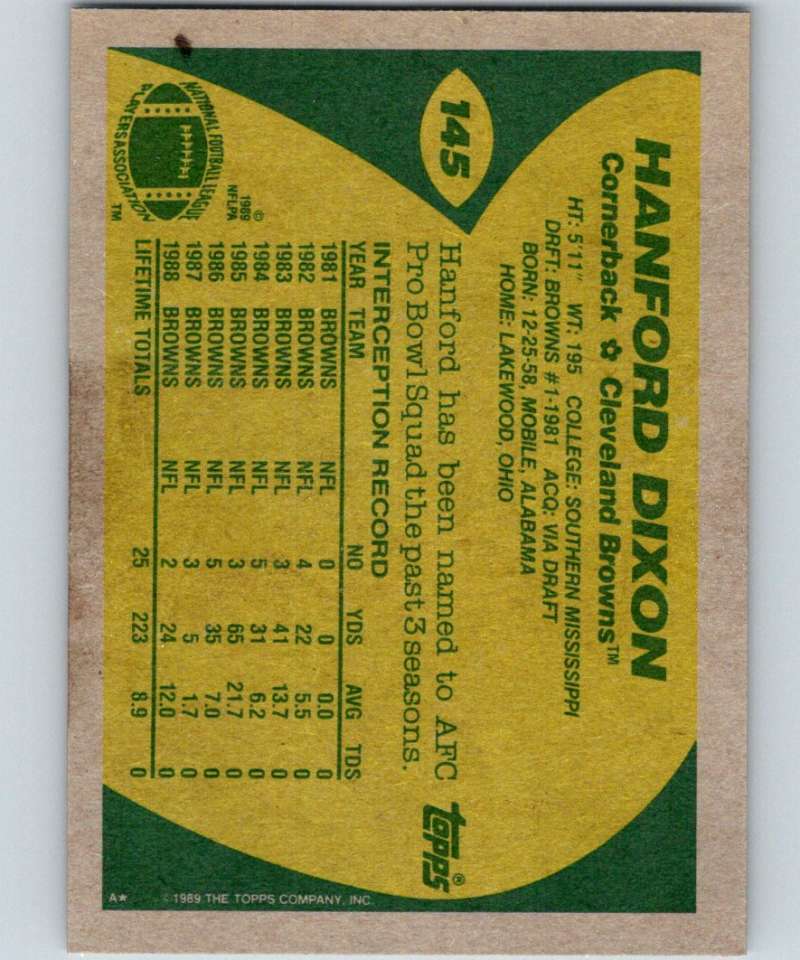 145
HANFORD DIXON
Cornerback ✿ Cleveland Browns™
HT: 5'11" WT: 195 COLLEGE: SOUTHERN MISSISSIPPI
DRFT: BROWNS #1-1981 ACQ: VIA DRAFT
BORN: 12-25-58, MOBILE, ALABAMA
HOME: LAKEWOOD, OHIO
Hanford has been named to AFC
Pro Bowl Squad the past 3 seasons.
INTERCEPTION RECORD
YEAR TEAM NO YDS AVG TDS
1981 BROWNS NFL 0 0 0.0 0
1982 BROWNS NFL 4 22 5.5 0
1983 BROWNS NFL 3 41 13.7 0
1984 BROWNS NFL 5 31 6.2 0
1985 BROWNS NFL 3 65 21.7 0
1986 BROWNS NFL 5 35 7.0 0
1987 BROWNS NFL 3 5 1.7 0
1988 BROWNS NFL 2 24 12.0 0
LIFETIME TOTALS 25 223 8.9 0
NATIONAL FOOTBALL LEAGUE
PLAYERS ASSOCIATION
™
©
1989
NFLPA
topps®
A★ © 1989 THE TOPPS COMPANY, INC.